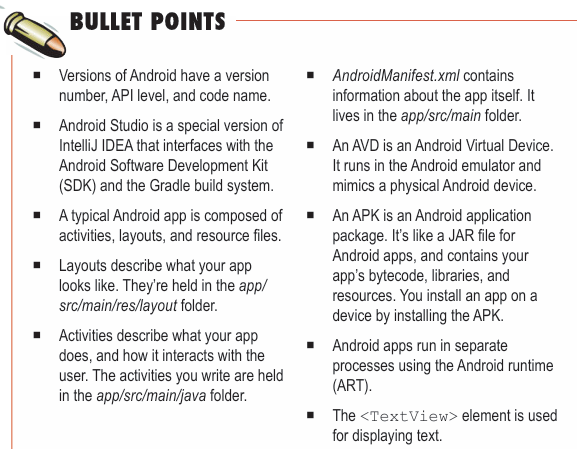 BULLET POINTS
■ Versions of Android have a version
number, API level, and code name.
■ Android Studio is a special version of
IntelliJ IDEA that interfaces with the
Android Software Development Kit
(SDK) and the Gradle build system.
■ A typical Android app is composed of
activities, layouts, and resource files.
■ Layouts describe what your app
looks like. They’re held in the app/
src/main/res/layout folder.
■ Activities describe what your app
does, and how it interacts with the
user. The activities you write are held
in the app/src/main/java folder.
■ AndroidManifest.xml contains
information about the app itself. It
lives in the app/src/main folder.
■ An AVD is an Android Virtual Device.
It runs in the Android emulator and
mimics a physical Android device.
■ An APK is an Android application
package. It’s like a JAR file for
Android apps, and contains your
app’s bytecode, libraries, and
resources. You install an app on a
device by installing the APK.
■ Android apps run in separate
processes using the Android runtime
(ART).
■ The <TextView> element is used
for displaying text.